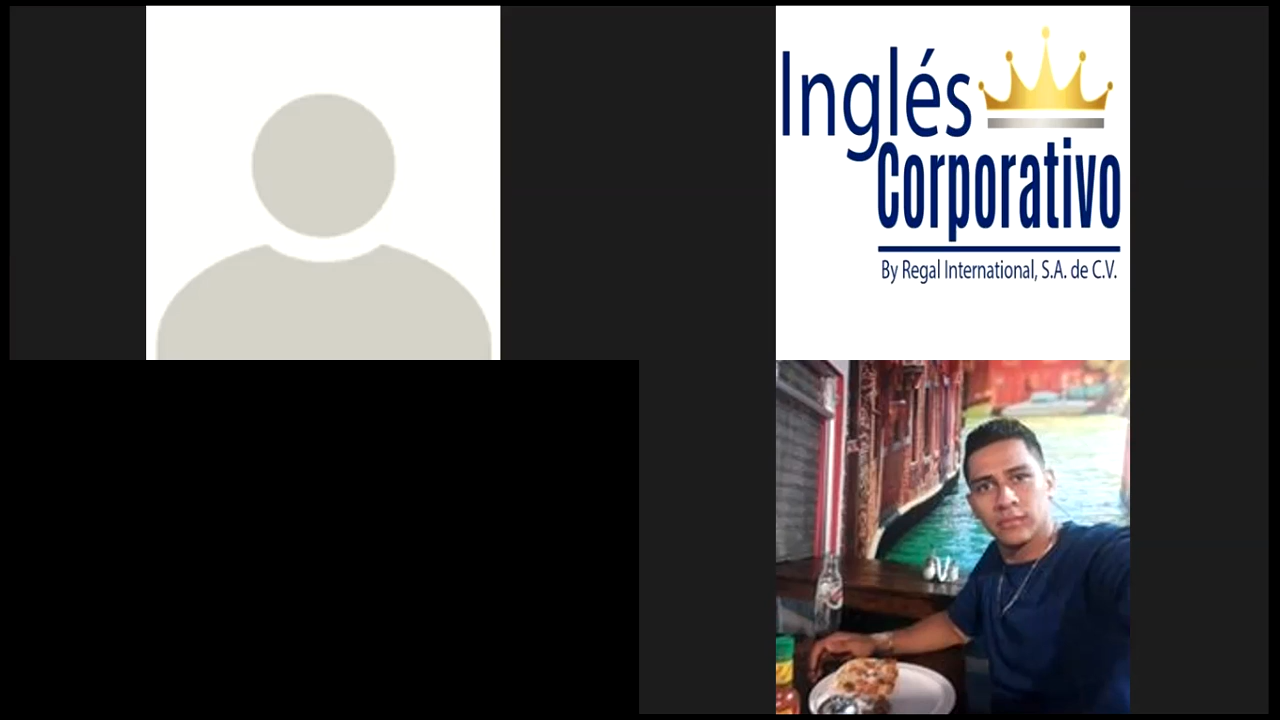 Inglés
Corporativo
By Regal International, S.A. de C.V.